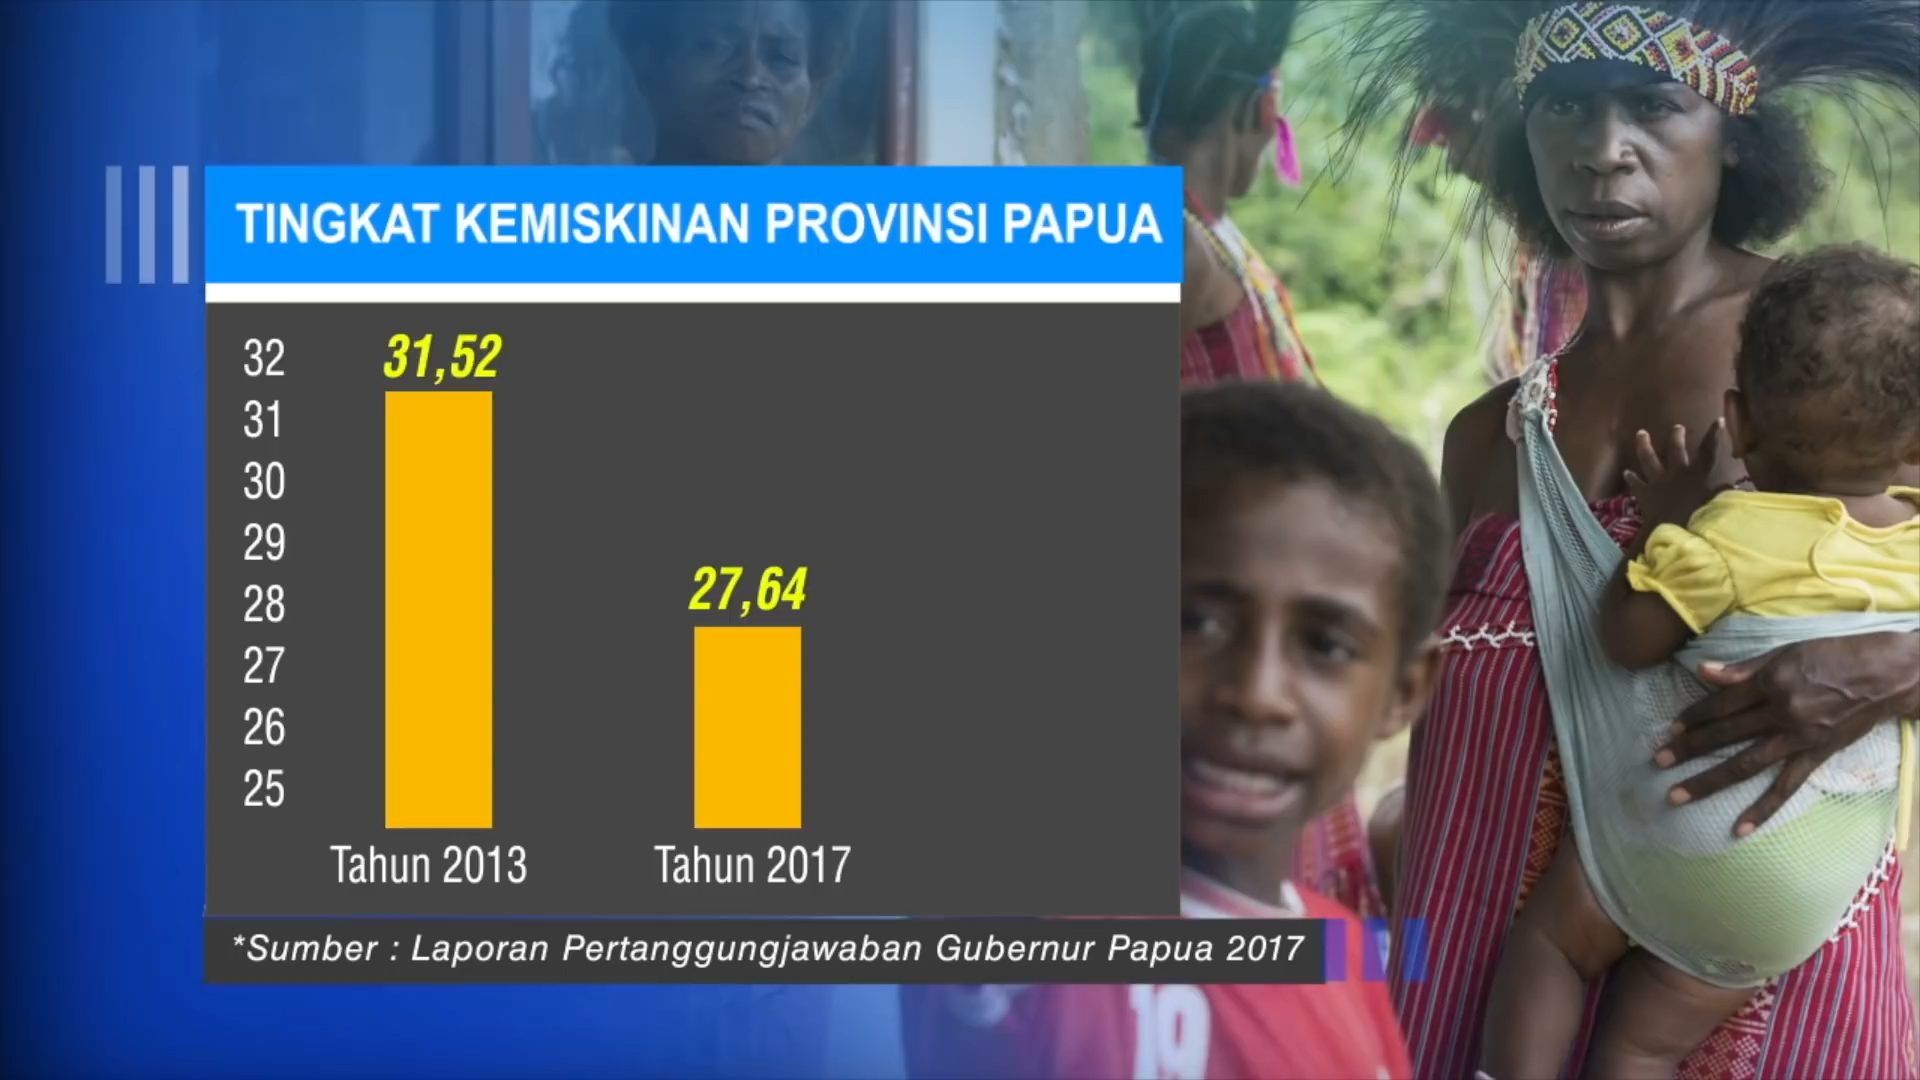 TINGKAT KEMISKINAN PROVINSI PAPUA
32
31
30
29
28
27
26
25
31,52
27,64
Tahun 2013
Tahun 2017
*Sumber : Laporan Pertanggungjawaban Gubernur Papua 2017
19